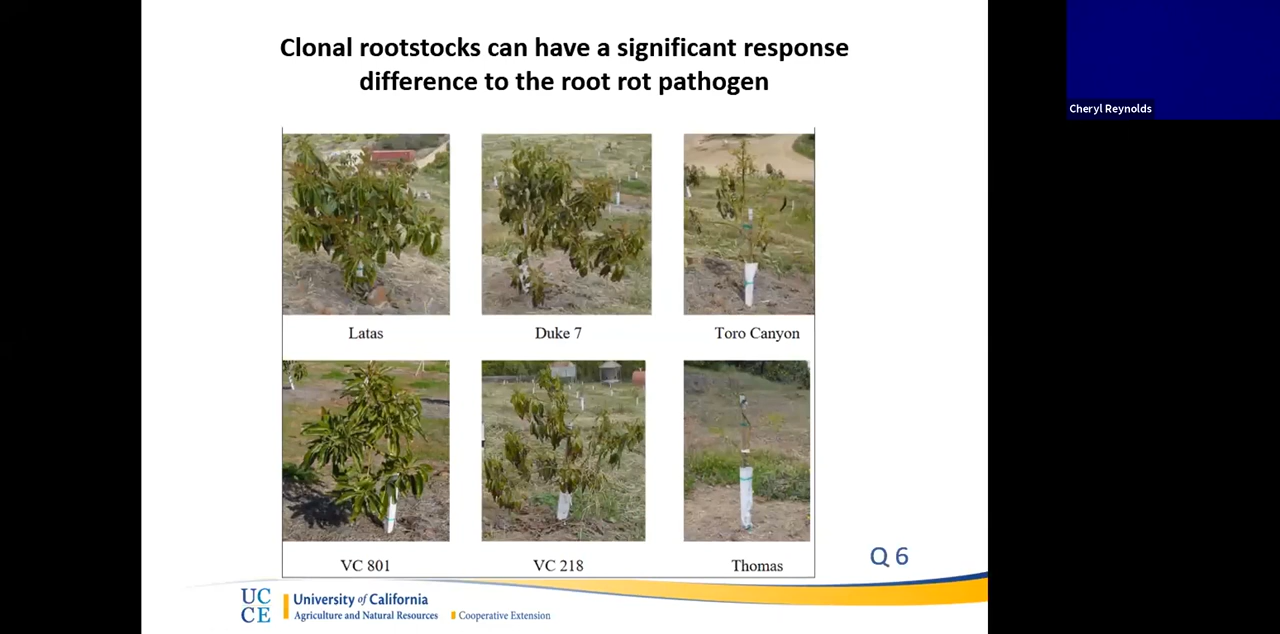 Clonal rootstocks can have a significant response
difference to the root rot pathogen
Cheryl Reynolds
Latas
Duke 7
Toro Canyon
VC 801
VC 218
Thomas
Q 6
UC
CE
University of California
Agriculture and Natural Resources
Cooperative Extension